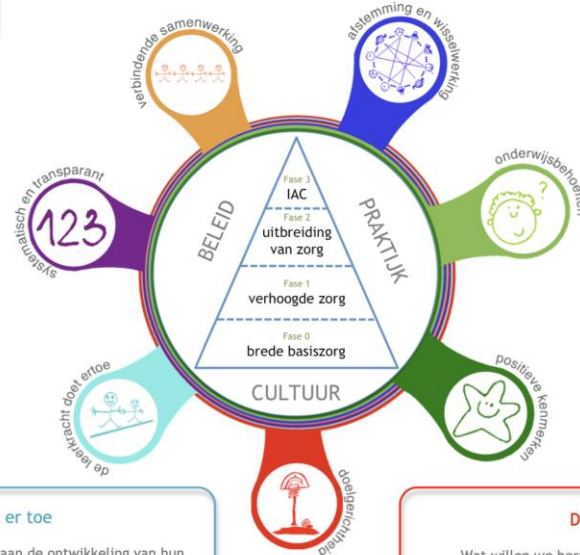 verbindende samenwerking
afstemming en wisselwerking
onderwijsbehoeften
?
systematisch en transparant
123
BELEID
PRAKTIJK
Fase 3
IAC
Fase 2
uitbreiding
van zorg
Fase 1
verhoogde zorg
Fase 0
brede basiszorg
CULTUUR
positieve kenmerken
de leerkracht doet ertoe
doelgerichtheid
er toe
aan de ontwikkeling van hun
D
Wat willen we